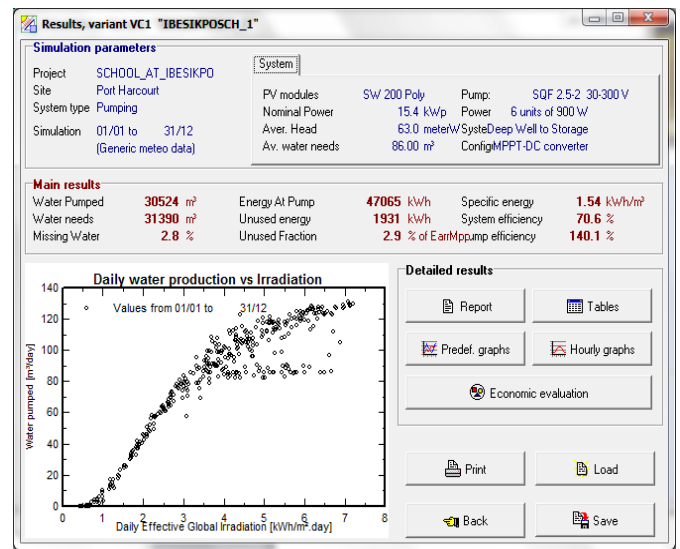 Results, variant VC1 "IBESIKPOSCH_1"
Simulation parameters
Project SCHOOL_AT_IBESIKPO
Site Port Harcourt
System type Pumping
Simulation 01/01 to 31/12
(Generic meteo data)
System
PV modules SW 200 Poly Pump: SQF 2.5-2 30-300 V
Nominal Power 15.4 kWp Power 6 units of 900 W
Aver. Head 63.0 meterW SysteDeep Well to Storage
Av. water needs 86.00 m³ ConfigMPPT-DC converter
Main results
Water Pumped 30524 m³ Energy At Pump 47065 kWh Specific energy 1.54 kWh/m³
Water needs 31390 m³ Unused energy 1931 kWh System efficiency 70.6 %
Missing Water 2.8 % Unused Fraction 2.9 % of EarrMppump efficiency 140.1 %
Daily water production vs Irradiation
Values from 01/01 to 31/12
Water pumped [m³/day]
140
120
100
80
60
40
20
0
0 1 2 3 4 5 6 7 8
Daily Effective Global Irradiation [kWh/m².day]
Detailed results
Report Tables
Predef. graphs Hourly graphs
Economic evaluation
Print Load
Back Save